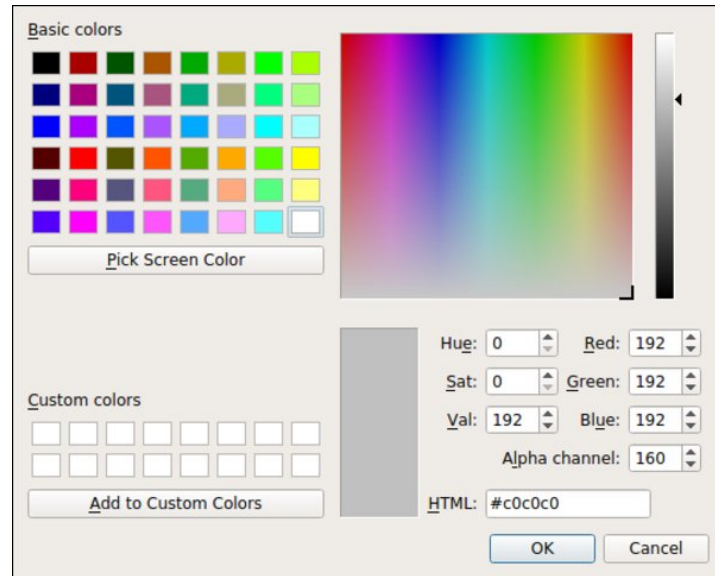 Basic colors
Pick Screen Color
Custom colors
Add to Custom Colors
Hue: 0 Red: 192
Sat: 0 Green: 192
Val: 192 Blue: 192
Alpha channel: 160
HTML: #c0c0c0
OK Cancel